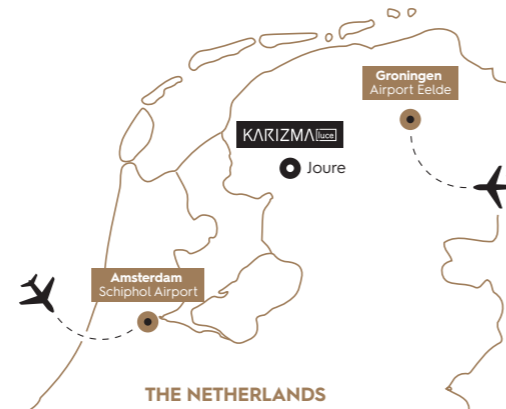 Groningen
Airport Eelde
KARIZMA luce
Joure
Amsterdam
Schiphol Airport
THE NETHERLANDS